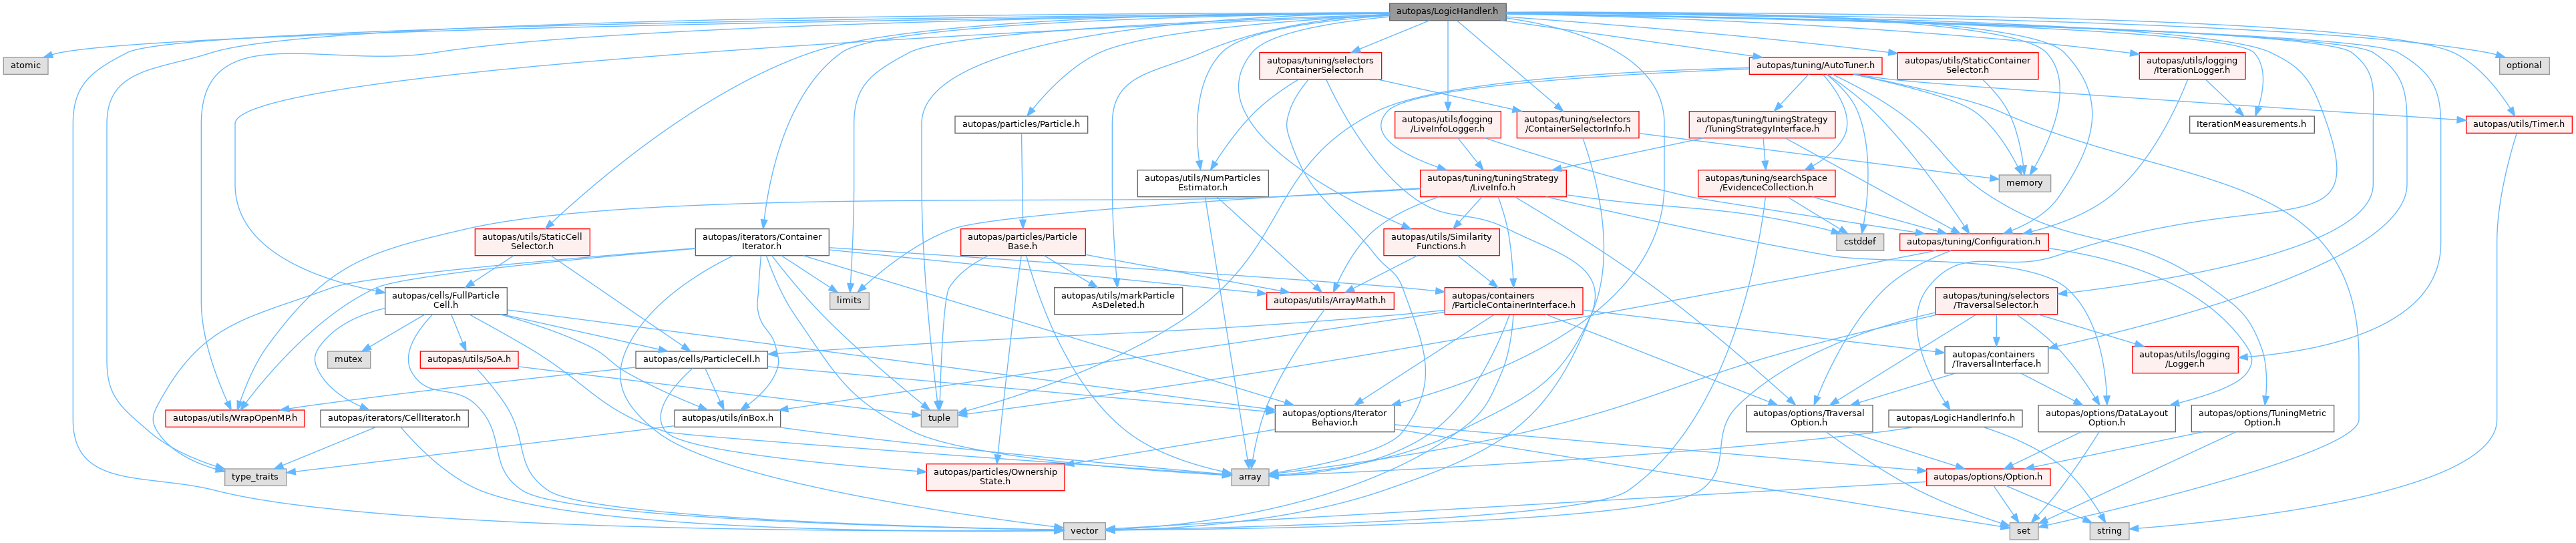 autopas/LogicHandler.h
atomic
autopas/tuning/selectors
/ContainerSelector.h
autopas/tuning/AutoTuner.h
autopas/utils/StaticContainer
Selector.h
autopas/utils/logging
/IterationLogger.h
optional
autopas/particles/Particle.h
autopas/utils/logging
/LiveInfoLogger.h
autopas/tuning/selectors
/ContainerSelectorInfo.h
autopas/tuning/tuningStrategy
/TuningStrategyInterface.h
IterationMeasurements.h
autopas/utils/Timer.h
autopas/utils/NumParticles
Estimator.h
autopas/tuning/tuningStrategy
/LiveInfo.h
autopas/tuning/searchSpace
/EvidenceCollection.h
memory
autopas/utils/StaticCell
Selector.h
autopas/iterators/Container
Iterator.h
autopas/particles/Particle
Base.h
autopas/utils/Similarity
Functions.h
cstddef
autopas/tuning/Configuration.h
autopas/cells/FullParticle
Cell.h
limits
autopas/utils/markParticle
AsDeleted.h
autopas/utils/ArrayMath.h
autopas/containers
/ParticleContainerInterface.h
autopas/tuning/selectors
/TraversalSelector.h
mutex
autopas/utils/SoA.h
autopas/cells/ParticleCell.h
autopas/containers
/TraversalInterface.h
autopas/utils/logging
/Logger.h
autopas/utils/WrapOpenMP.h
autopas/iterators/CellIterator.h
autopas/utils/inBox.h
tuple
autopas/options/Iterator
Behavior.h
autopas/options/Traversal
Option.h
autopas/LogicHandlerInfo.h
autopas/options/DataLayout
Option.h
autopas/options/TuningMetric
Option.h
type_traits
autopas/particles/Ownership
State.h
array
autopas/options/Option.h
vector
set
string